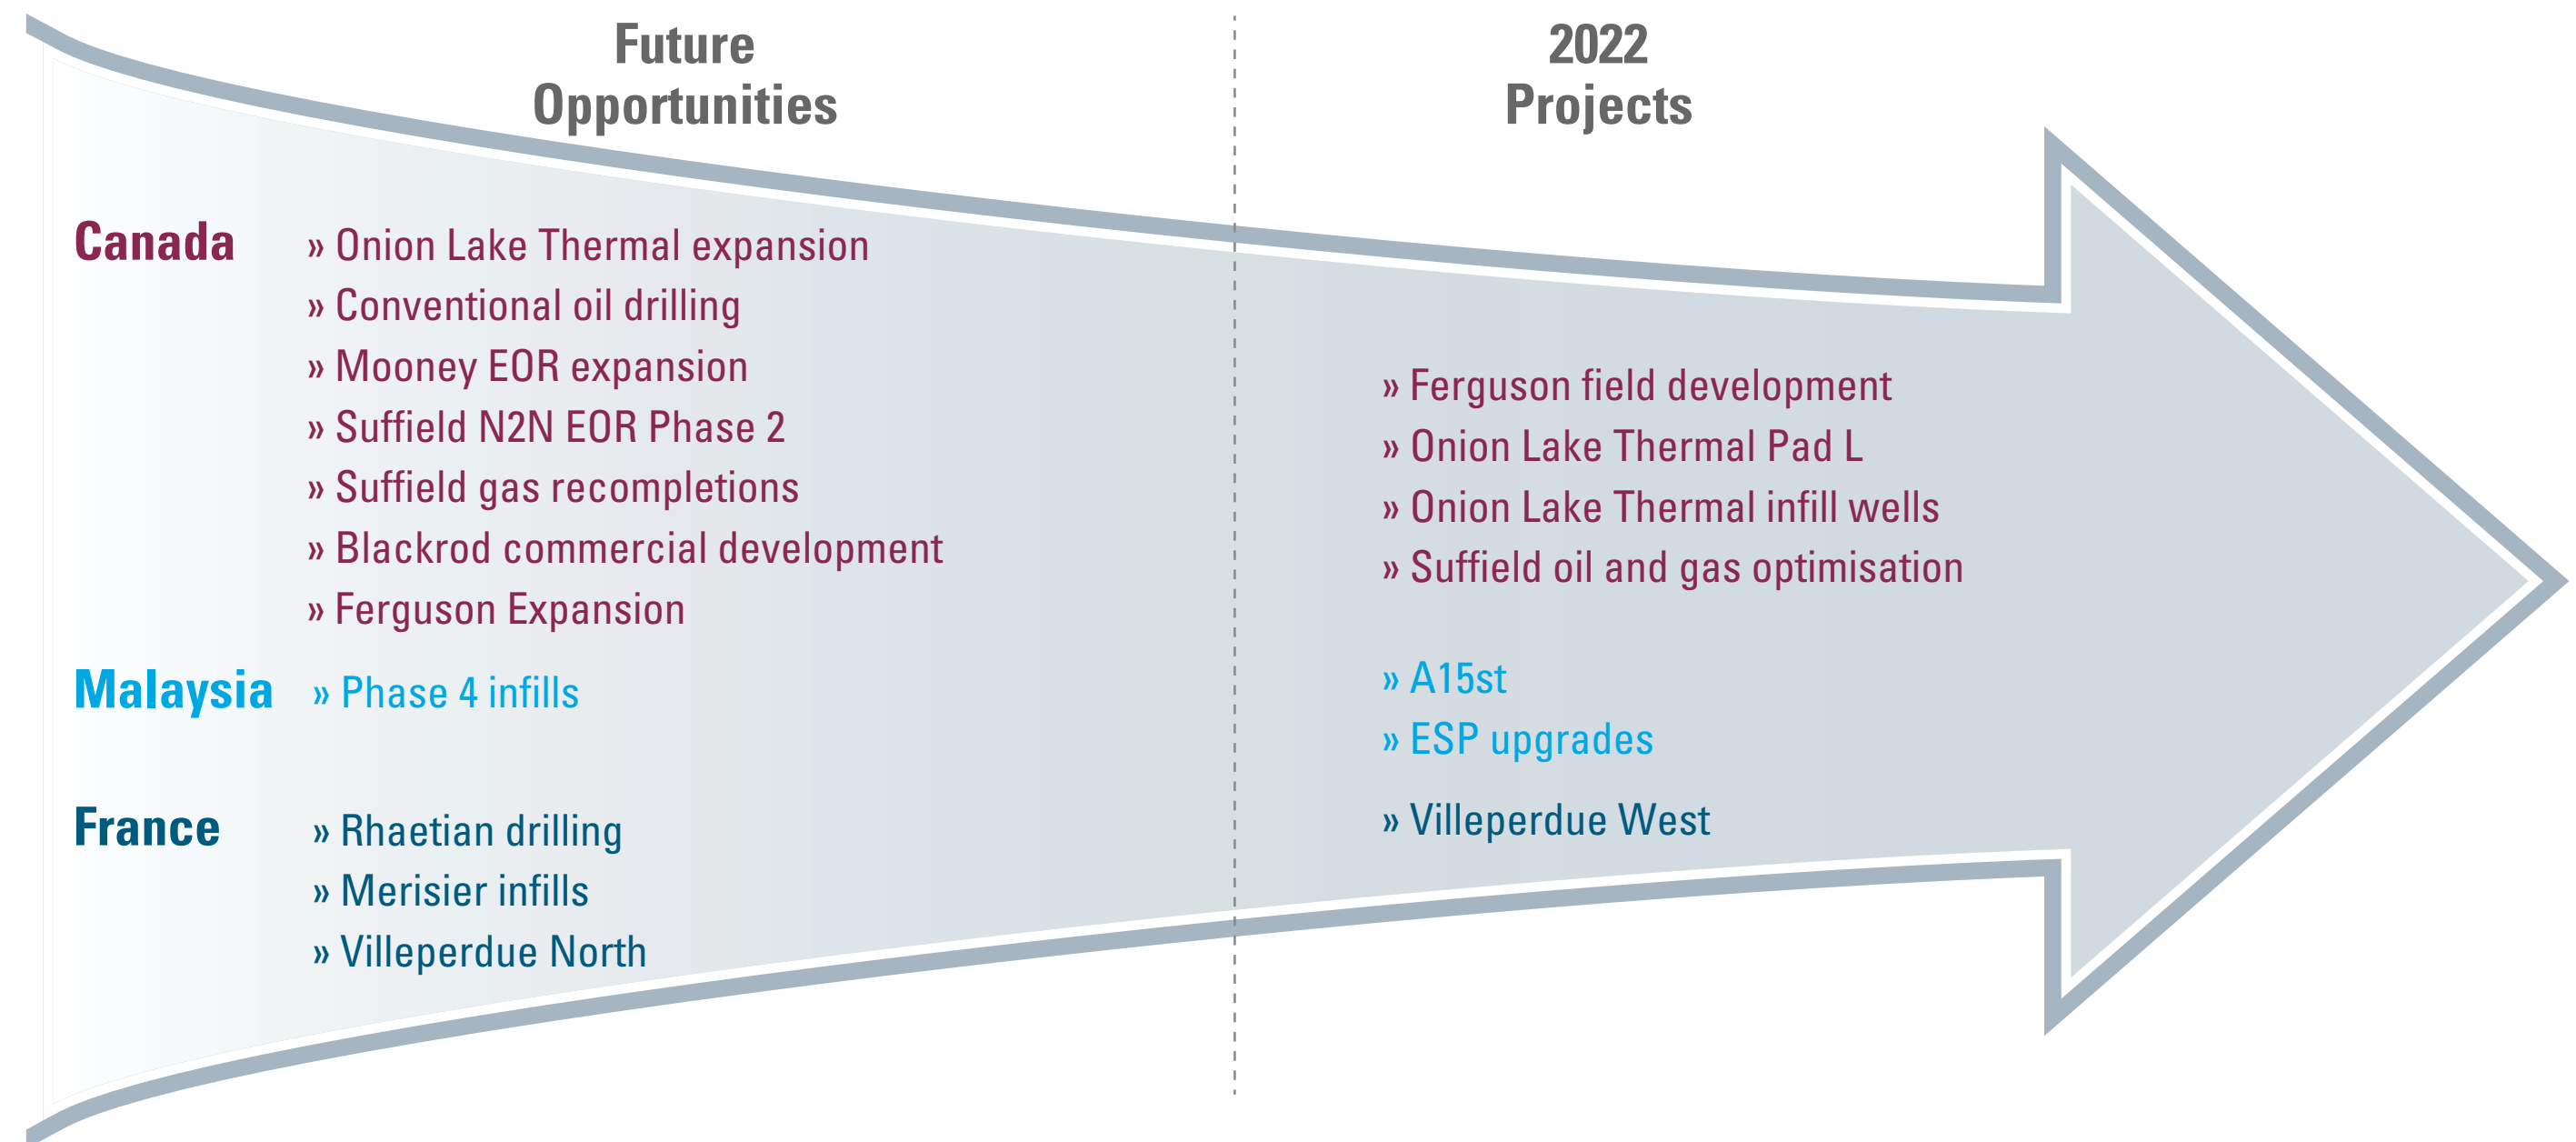 Future
Opportunities
2022
Projects
Canada
» Onion Lake Thermal expansion
» Conventional oil drilling
» Mooney EOR expansion
» Suffield N2N EOR Phase 2
» Suffield gas recompletions
» Blackrod commercial development
» Ferguson Expansion
» Ferguson field development
» Onion Lake Thermal Pad L
» Onion Lake Thermal infill wells
» Suffield oil and gas optimisation
Malaysia
» Phase 4 infills
» A15st
» ESP upgrades
France
» Rhaetian drilling
» Merisier infills
» Villeperdue North
» Villeperdue West